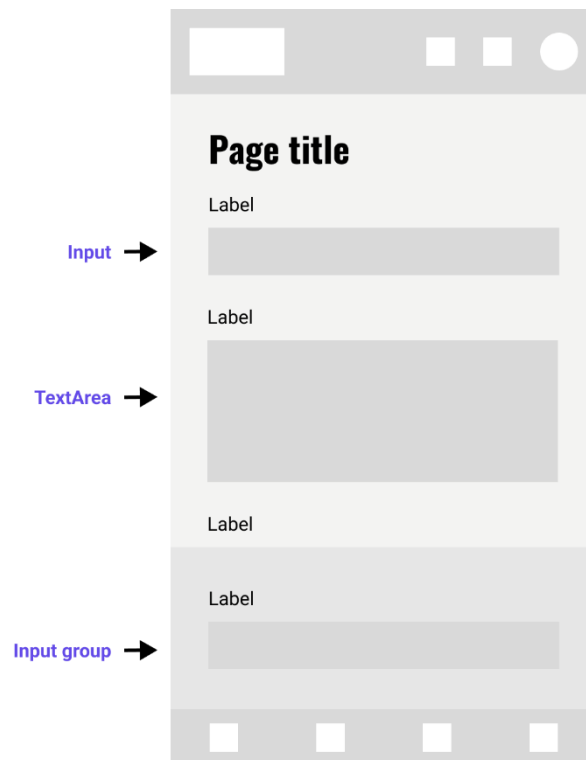 Page title
Label
Input
Label
TextArea
Label
Label
Input group